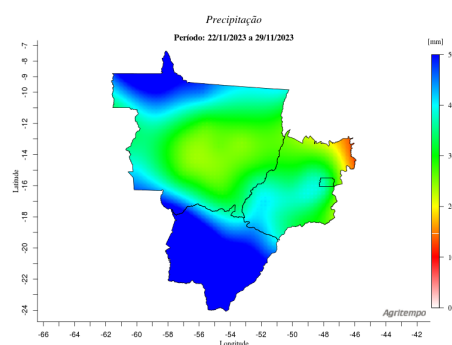 Precipitação
Período: 22/11/2023 a 29/11/2023
[mm]
-7
-8
-9
-10
-12
-14
-16
-18
-20
-22
-24
Latitude
5
4
3
2
1
0
Agritempo
-66 -64 -62 -60 -58 -56 -54 -52 -50 -48 -46 -44 -42
Longitude